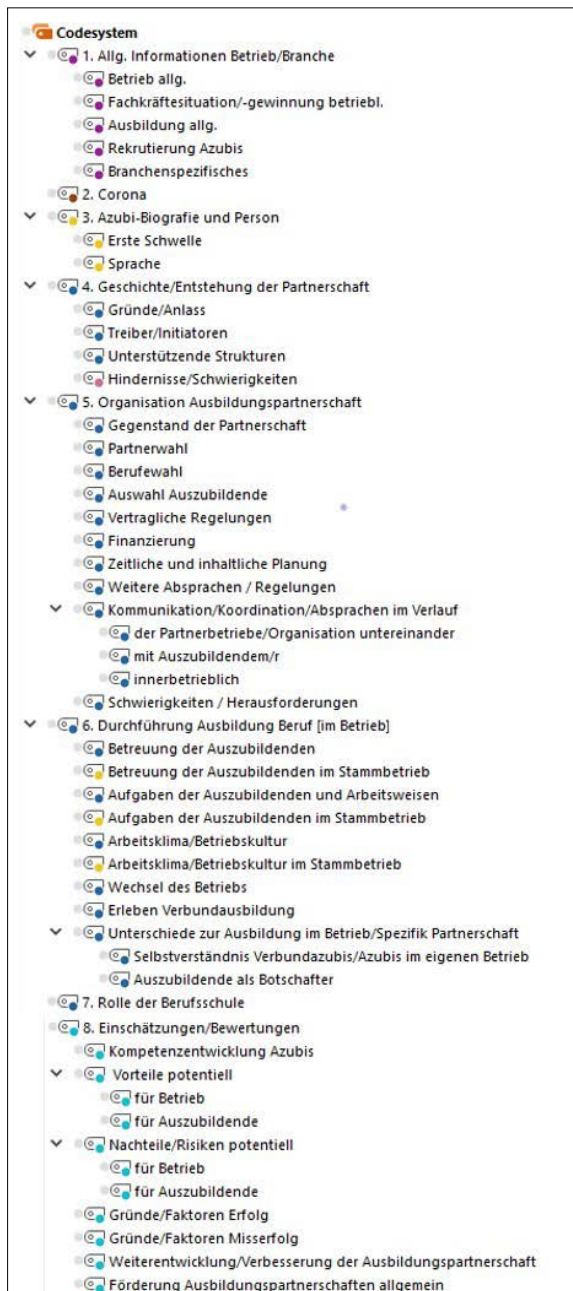 Codesystem
1. Allg. Informationen Betrieb/Branche
Betrieb allg.
Fachkräftesituation/-gewinnung betriebl.
Ausbildung allg.
Rekrutierung Azubis
Branchenspezifisches
2. Corona
3. Azubi-Biografie und Person
Erste Schwelle
Sprache
4. Geschichte/Entstehung der Partnerschaft
Gründe/Anlass
Treiber/Initiatoren
Unterstützende Strukturen
Hindernisse/Schwierigkeiten
5. Organisation Ausbildungspartnerschaft
Gegenstand der Partnerschaft
Partnerwahl
Berufewahl
Auswahl Auszubildende
Vertragliche Regelungen
Finanzierung
Zeitliche und inhaltliche Planung
Weitere Absprachen / Regelungen
Kommunikation/Koordination/Absprachen im Verlauf
der Partnerbetriebe/Organisation untereinander
mit Auszubildendem/r
innerbetrieblich
Schwierigkeiten / Herausforderungen
6. Durchführung Ausbildung Beruf [im Betrieb]
Betreuung der Auszubildenden
Betreuung der Auszubildenden im Stammbetrieb
Aufgaben der Auszubildenden und Arbeitsweisen
Aufgaben der Auszubildenden im Stammbetrieb
Arbeitsklima/Betriebskultur
Arbeitsklima/Betriebskultur im Stammbetrieb
Wechsel des Betriebs
Erleben Verbundausbildung
Unterschiede zur Ausbildung im Betrieb/Spezifik Partnerschaft
Selbstverständnis Verbundazubis/Azubis im eigenen Betrieb
Auszubildende als Botschafter
7. Rolle der Berufsschule
8. Einschätzungen/Bewertungen
Kompetenzentwicklung Azubis
Vorteile potentiell
für Betrieb
für Auszubildende
Nachteile/Risiken potentiell
für Betrieb
für Auszubildende
Gründe/Faktoren Erfolg
Gründe/Faktoren Misserfolg
Weiterentwicklung/Verbesserung der Ausbildungspartnerschaft
Förderung Ausbildungspartnerschaften allgemein